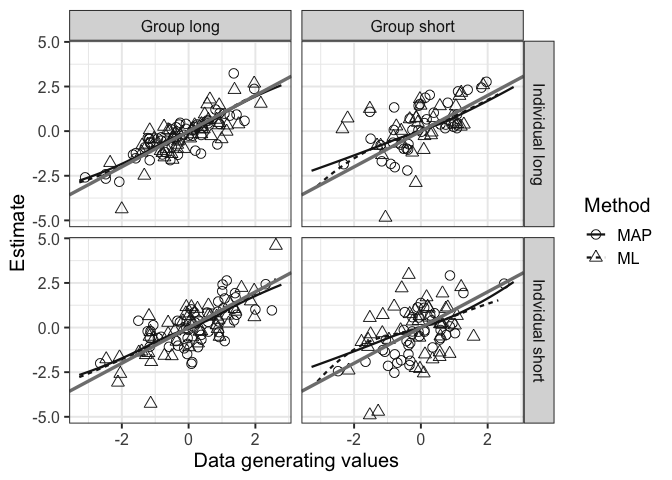 Group long
Group short
5.0
2.5
0.0
-2.5
-5.0
Individual long
5.0
2.5
0.0
-2.5
-5.0
Indvidual short
Estimate
-2
0
2
-2
0
2
Data generating values
Method
MAP
ML